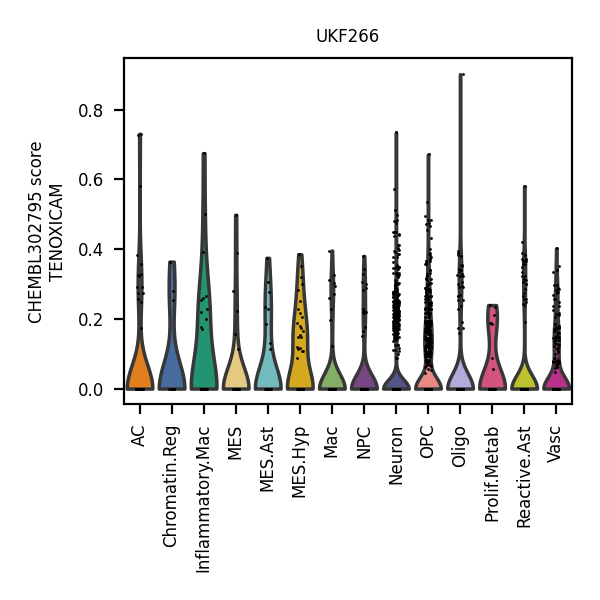 UKF266
CHEMBL302795 score
TENOXICAM
0.8
0.6
0.4
0.2
0.0
AC
Chromatin.Reg
Inflammatory.Mac
MES
MES.Ast
MES.Hyp
Mac
NPC
Neuron
OPC
Oligo
Prolif.Metab
Reactive.Ast
Vasc